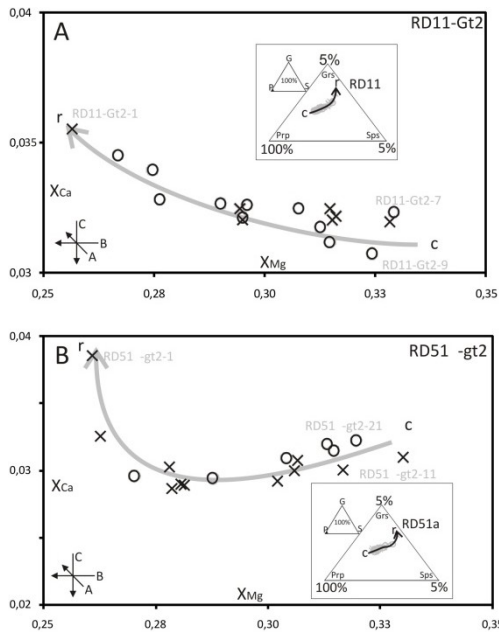 0,04
A
RD11-Gt2
5%
G
Grs
r
RD11
100%
P
S
c
Prp
Sps
100%
5%
r
RD11-Gt2-1
0,035
XCa
RD11-Gt2-7
C
B
A
XMg
c
RD11-Gt2-9
0,03
0,25
0,28
0,30
0,33
0,35
0,04
B
RD51 -gt2
r
RD51 -gt2-1
RD51 -gt2-21
c
0,03
XCa
RD51 -gt2-11
5%
G
Grs
r
RD51a
100%
P
S
c
C
B
A
XMg
Prp
Sps
100%
5%
0,02
0,25
0,28
0,30
0,33
0,35